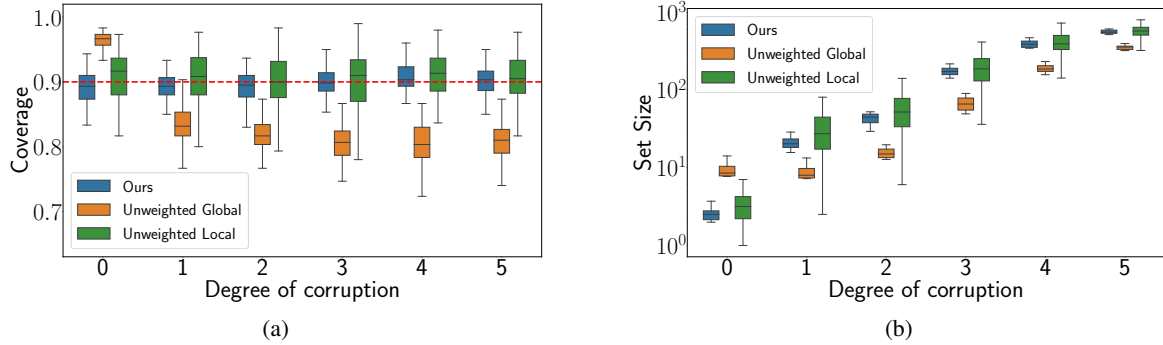 1.0
0.9
0.8
0.7
Coverage
Ours
Unweighted Global
Unweighted Local
0 1 2 3 4 5
Degree of corruption
(a)
10^3
10^2
10^1
10^0
Set Size
Ours
Unweighted Global
Unweighted Local
0 1 2 3 4 5
Degree of corruption
(b)